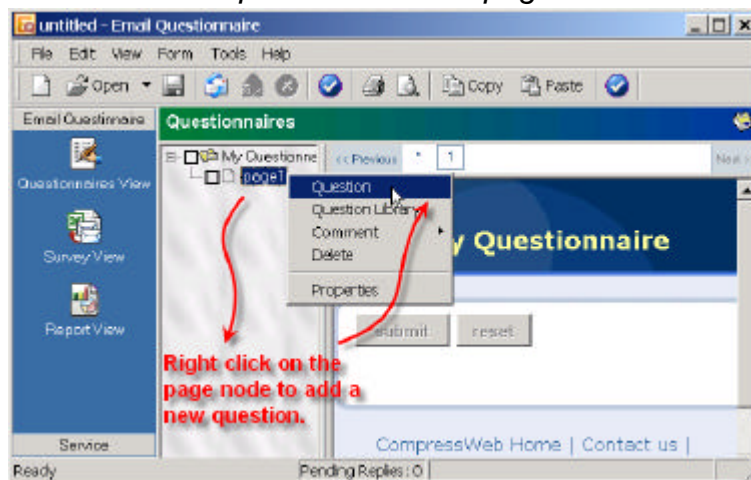 untitled - Email Questionnaire
File Edit View Form Tools Help
Open Copy Paste
Email Questinnaire Questionnaires
My Questionne << Previous * 1 Next >>
page1
Questionnaires View
Question
Question Library
Comment
Delete
Properties
y Questionnaire
Survey View
Report View
submit reset
Right click on the
page node to add a
new question.
CompressWeb Home | Contact us |
Service
Ready Pending Replies: 0